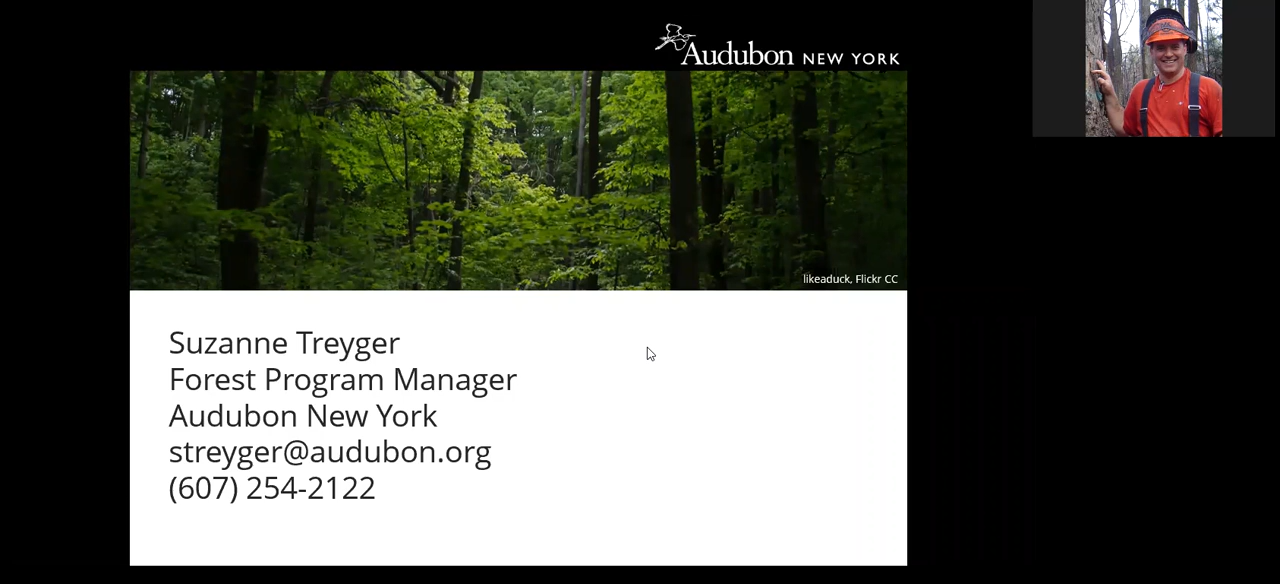 Audubon NEW YORK
likeaduck, Flickr CC
Suzanne Treyger
Forest Program Manager
Audubon New York
streyger@audubon.org
(607) 254-2122